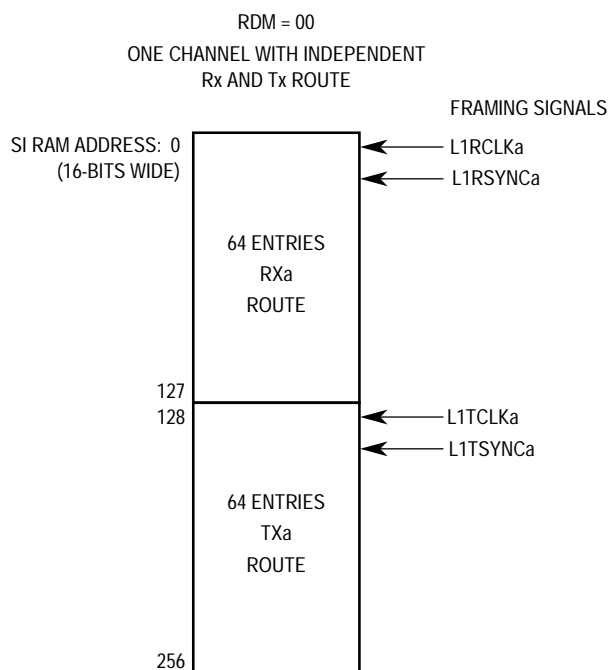 RDM = 00
ONE CHANNEL WITH INDEPENDENT
Rx AND Tx ROUTE
FRAMING SIGNALS
SI RAM ADDRESS: 0
(16-BITS WIDE)
L1RCLKa
L1RSYNCa
64 ENTRIES
RXa
ROUTE
127
128
L1TCLKa
L1TSYNCa
64 ENTRIES
TXa
ROUTE
256